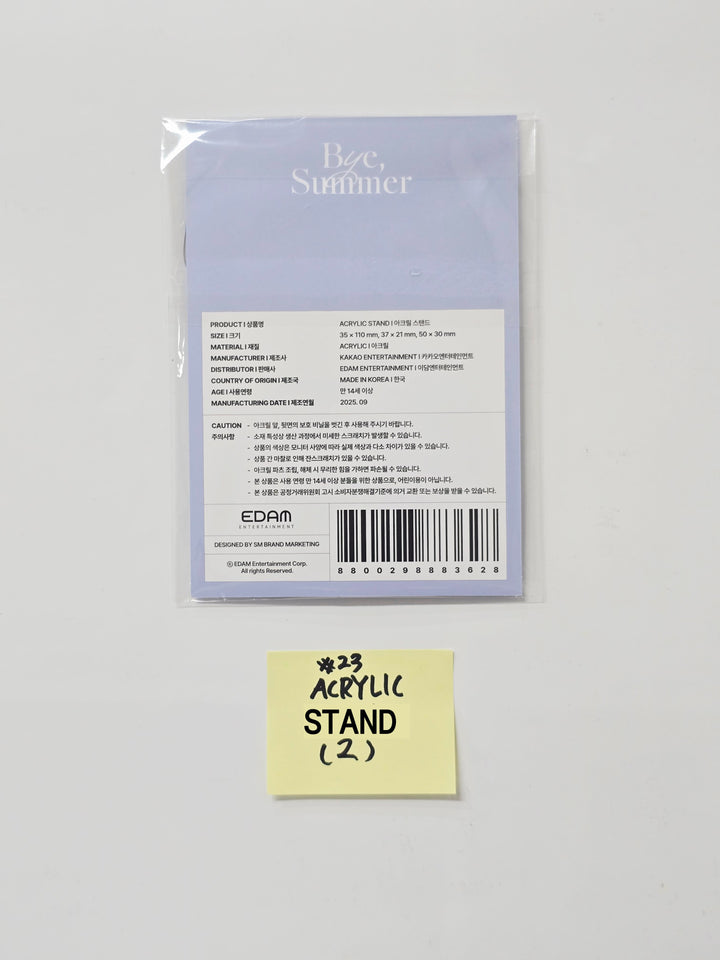 Bye,
Summer
PRODUCT I 상품명 ACRYLIC STAND I 아크릴 스탠드
SIZE I 크기 35 × 110 mm, 37 × 21 mm, 50 × 30 mm
MATERIAL I 재질 ACRYLIC I 아크릴
MANUFACTURER I 제조사 KAKAO ENTERTAINMENT I 카카오엔터테인먼트
DISTRIBUTOR I 판매사 EDAM ENTERTAINMENT I 이담엔터테인먼트
COUNTRY OF ORIGIN I 제조국 MADE IN KOREA I 한국
AGE I 사용연령 만 14세 이상
MANUFACTURING DATE I 제조연월 2025. 09
CAUTION - 아크릴 앞, 뒷면의 보호 비닐을 벗긴 후 사용해 주시기 바랍니다.
주의사항 - 소재 특성상 생산 과정에서 미세한 스크래치가 발생할 수 있습니다.
- 상품의 색상은 모니터 사양에 따라 실제 색상과 다소 차이가 있을 수 있습니다.
- 상품 간 마찰로 인해 잔스크래치가 있을 수 있습니다.
- 아크릴 파츠 조립, 해체 시 무리한 힘을 가하면 파손될 수 있습니다.
- 본 상품은 사용 연령 만 14세 이상 분들을 위한 상품으로, 어린이용이 아닙니다.
- 본 상품은 공정거래위원회 고시 소비자분쟁해결기준에 의거 교환 또는 보상을 받을 수 있습니다.
EDAM
ENTERTAINMENT
DESIGNED BY SM BRAND MARKETING
ⓒ EDAM Entertainment Corp.
All rights Reserved.
8800298883628
#23
ACRYLIC
STAND
(2)